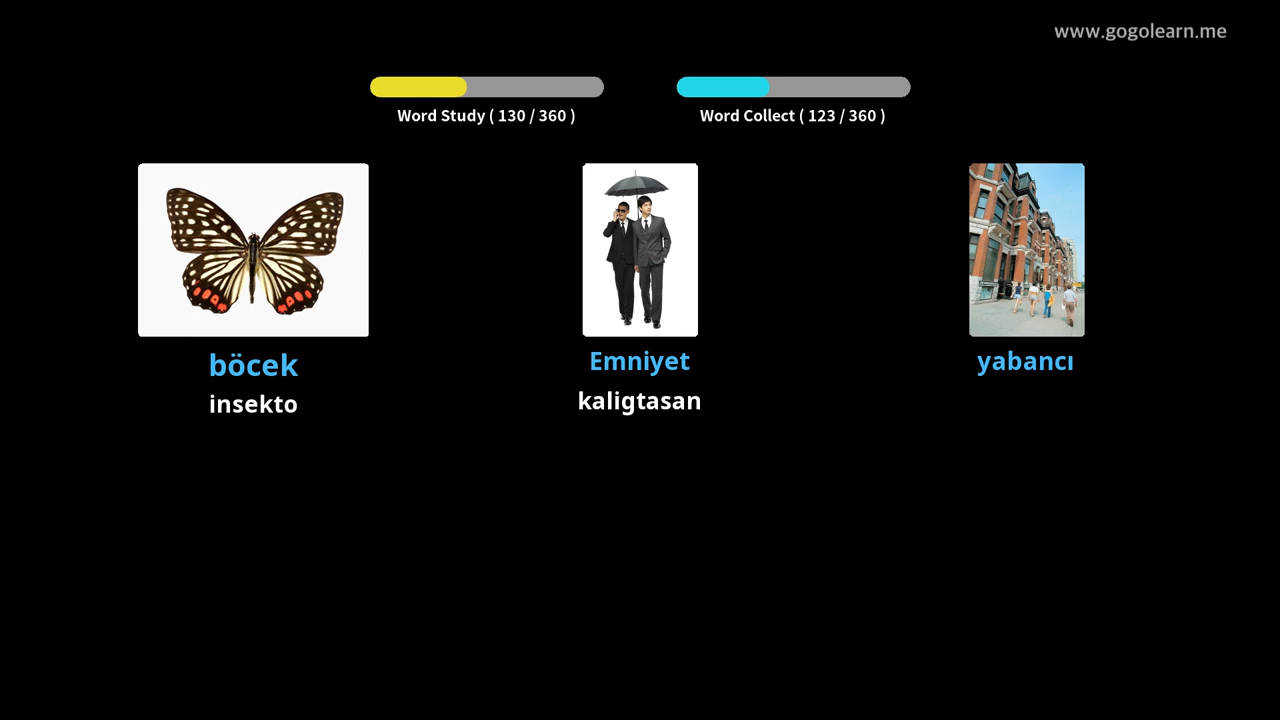 www.gogolearn.me
Word Study ( 130 / 360 )
Word Collect ( 123 / 360 )
böcek
insekto
Emniyet
kaligtasan
yabancı